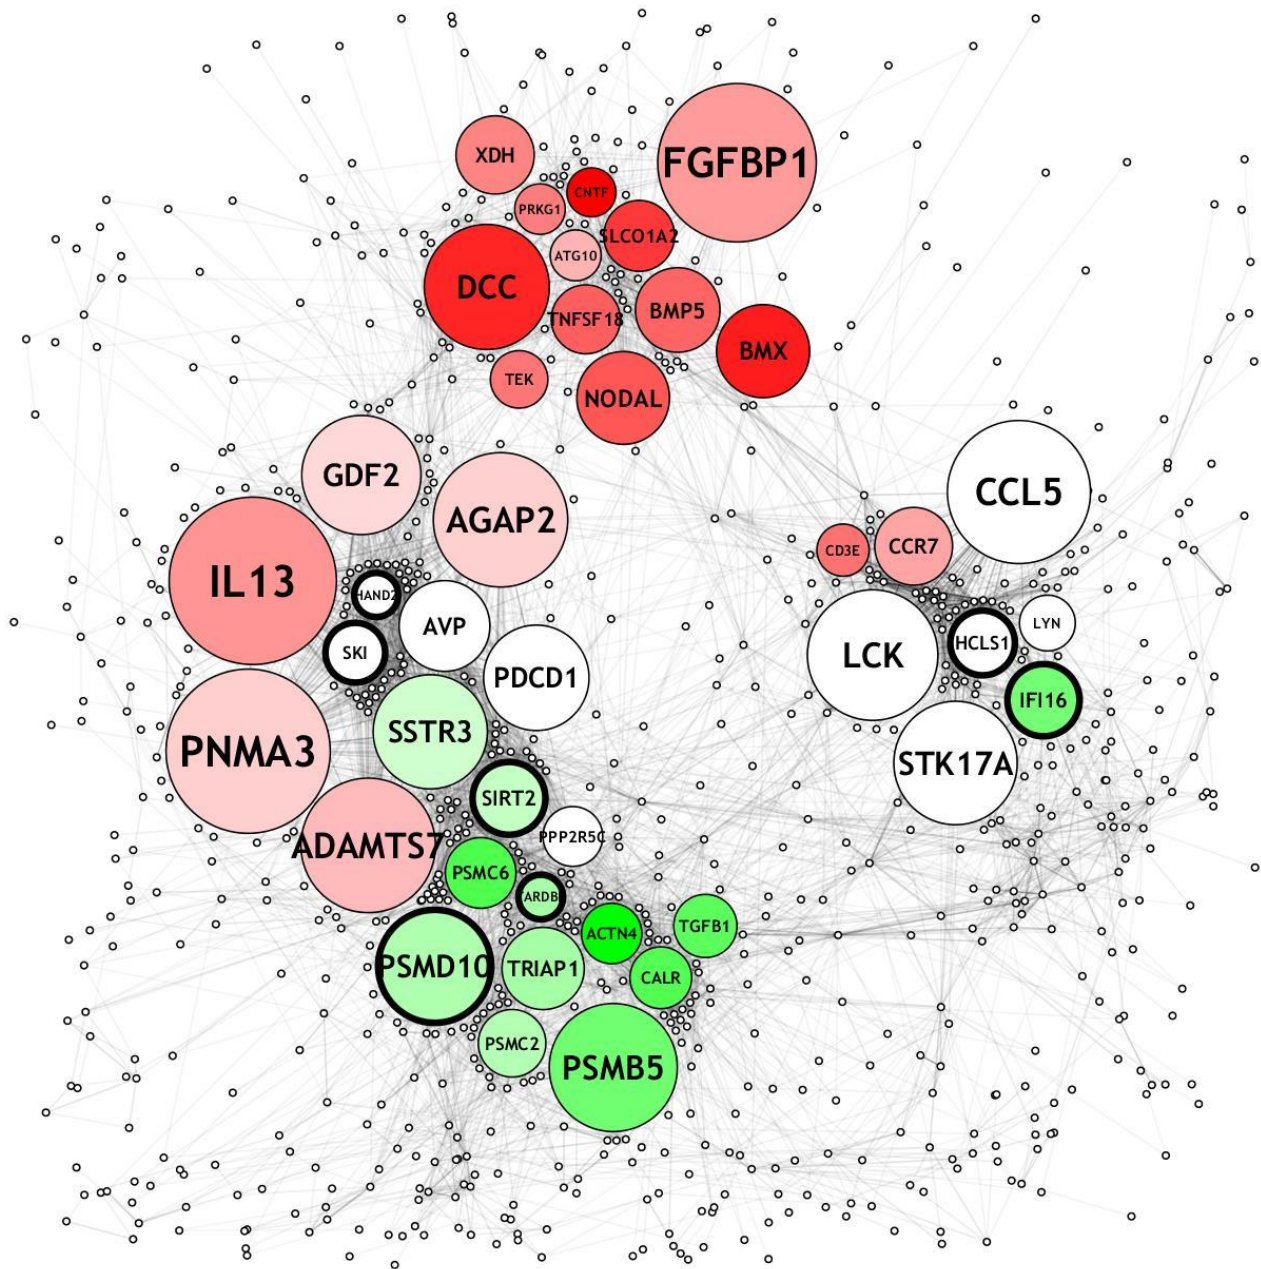 FGFBP1
XDH
CNTF
PRKG1
SLCO1A2
ATG10
DCC
BMP5
TNFSF18
BMX
TEK
NODAL
GDF2
CCL5
AGAP2
CCR7
CD3E
IL13
HAND2
LYN
AVP
HCLS1
SKI
LCK
PDCD1
IFI16
SSTR3
PNMA3
STK17A
SIRT2
PPP2R5C
ADAMTS7
PSMC6
ARDB
TGFB1
ACTN4
PSMD10
TRIAP1
CALR
PSMC2
PSMB5